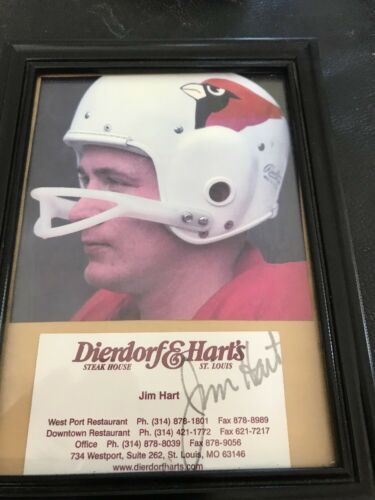 Dierdorf & Hart's
STEAK HOUSE ST. LOUIS
Jim Hart
Jim Hart
West Port Restaurant Ph. (314) 878-1801 Fax 878-8989
Downtown Restaurant Ph. (314) 421-1772 Fax 621-7217
Office, Ph. (314) 878-8039 Fax 878-9056
734 Westport, Suite 262, St. Louis, MO 63146
www.dierdorfharts.com